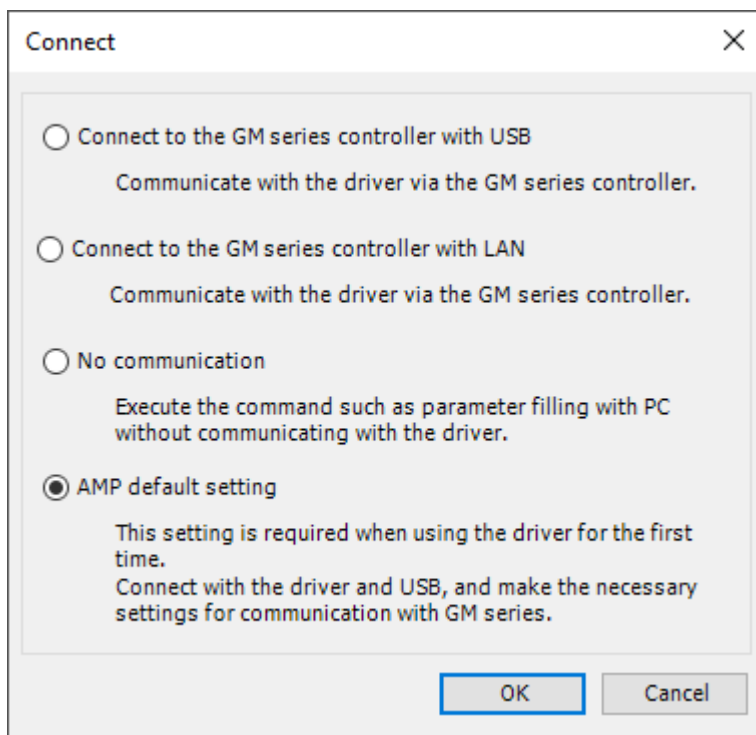 Connect
Connect to the GM series controller with USB
Communicate with the driver via the GM series controller.
Connect to the GM series controller with LAN
Communicate with the driver via the GM series controller.
No communication
Execute the command such as parameter filling with PC
without communicating with the driver.
AMP default setting
This setting is required when using the driver for the first
time.
Connect with the driver and USB, and make the necessary
settings for communication with GM series.
OK
Cancel